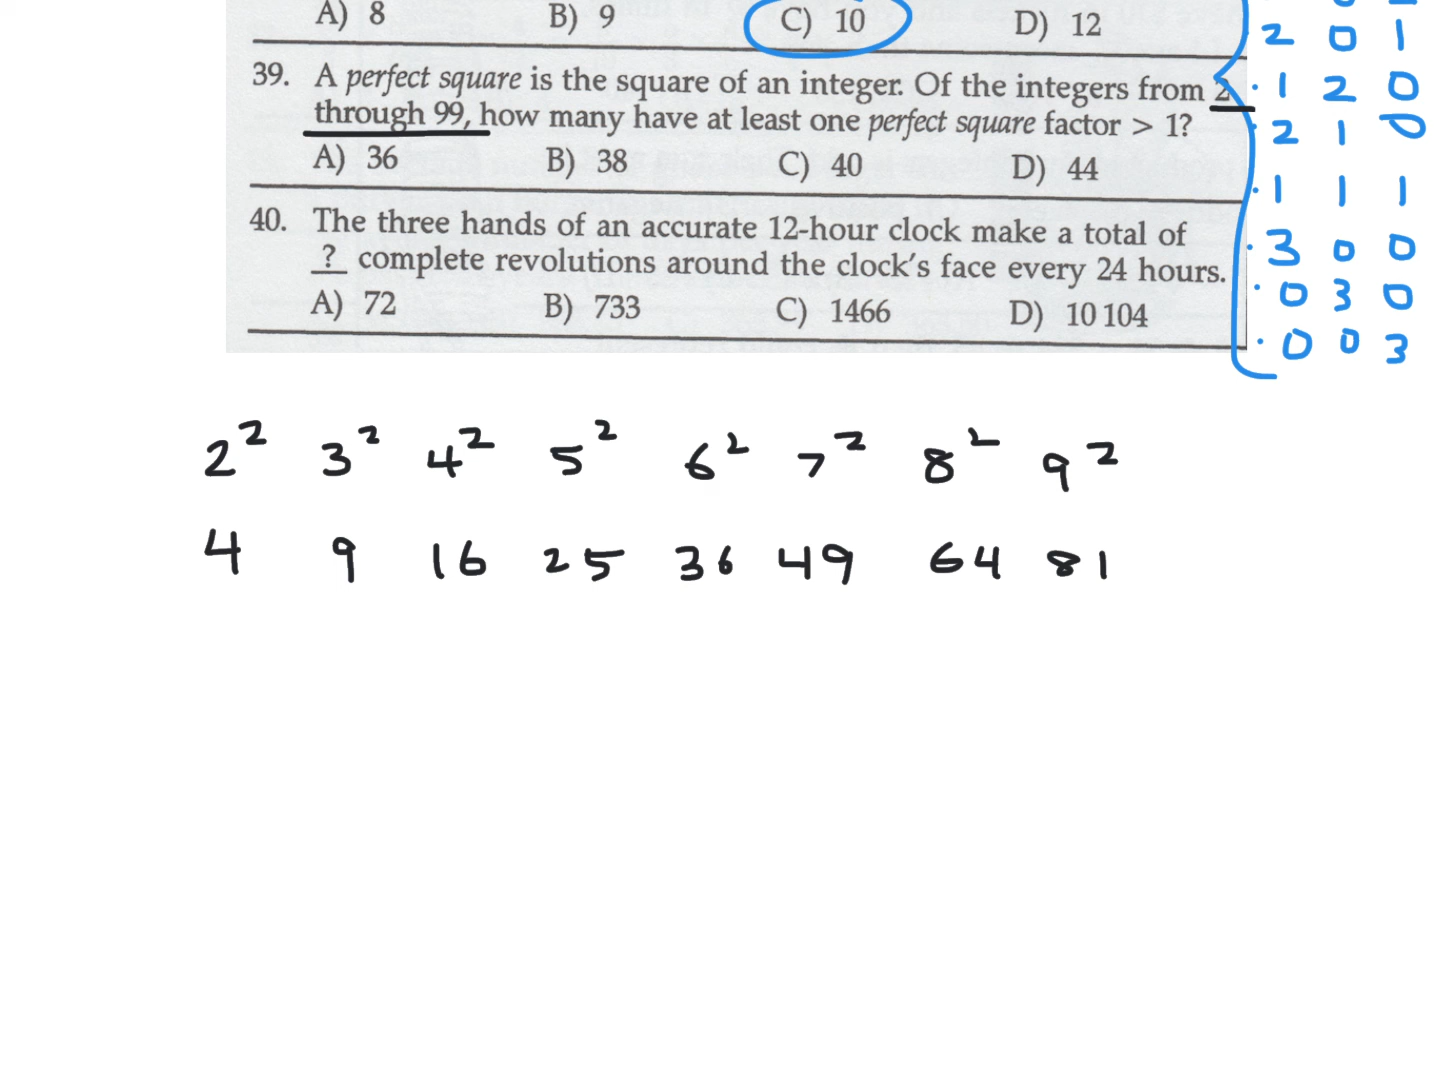 A) 8 B) 9 C) 10 D) 12
39. A perfect square is the square of an integer. Of the integers from 2
through 99, how many have at least one perfect square factor > 1?
A) 36 B) 38 C) 40 D) 44
40. The three hands of an accurate 12-hour clock make a total of
? complete revolutions around the clock's face every 24 hours.
A) 72 B) 733 C) 1466 D) 10 104
2 0 1
1 2 0
2 1 0
1 1 1
3 0 0
0 3 0
0 0 3
2² 3² 4² 5² 6² 7² 8² 9²
4 9 16 25 36 49 64 81